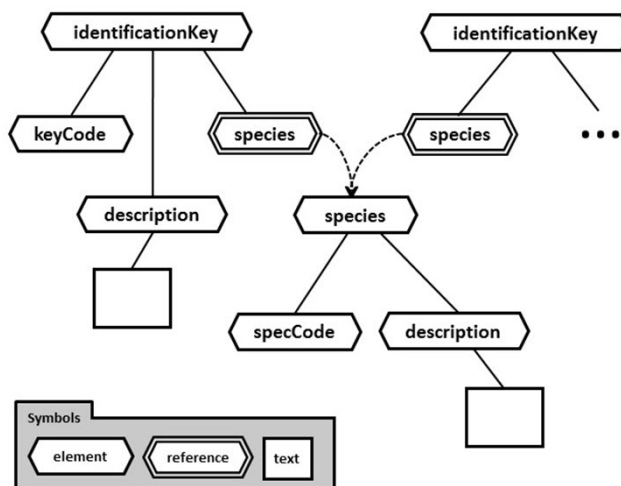 identificationKey
identificationKey
keyCode
species
species
...
description
species
specCode
description
Symbols
element
reference
text